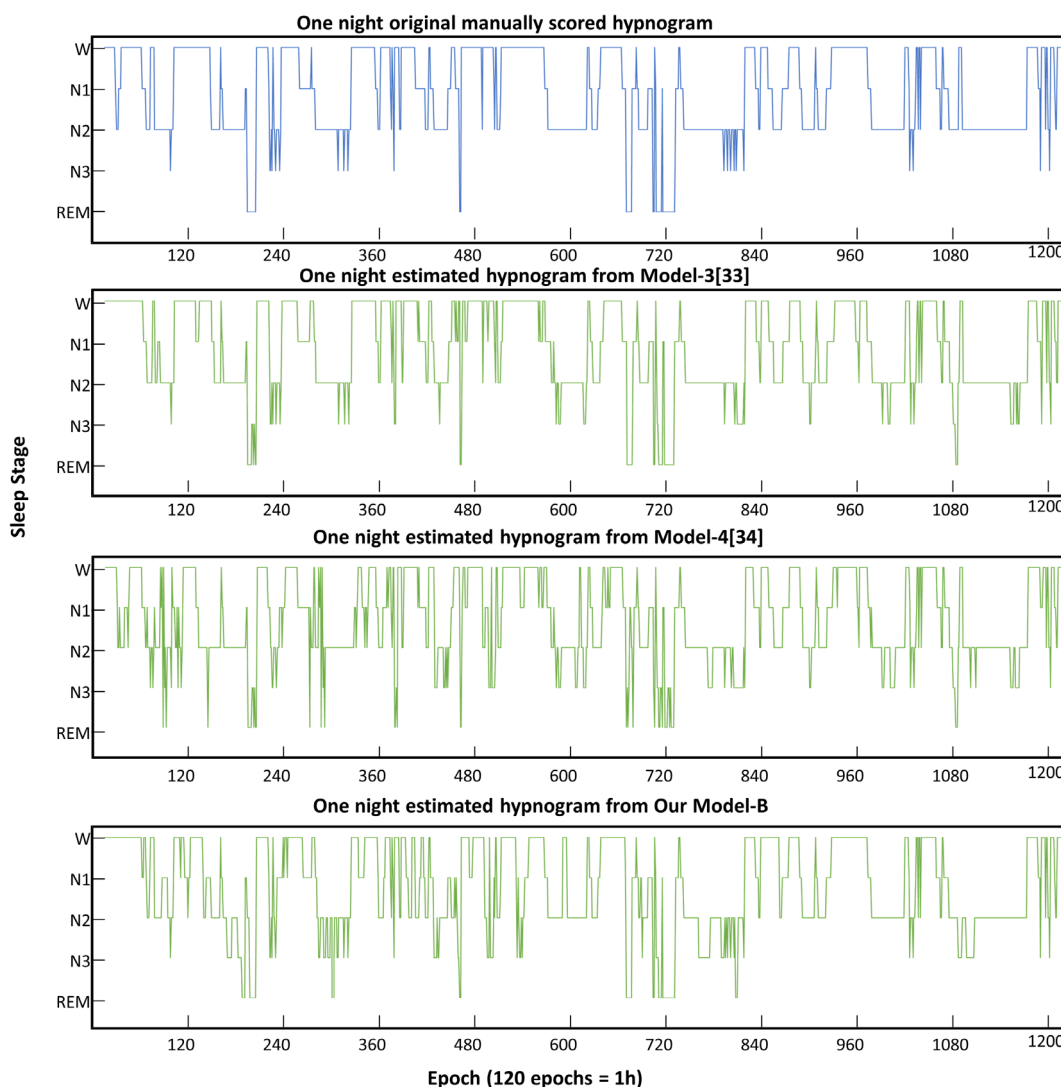 One night original manually scored hypnogram
W
N1
N2
N3
REM
120 240 360 480 600 720 840 960 1080 1200
One night estimated hypnogram from Model-3[33]
W
N1
N2
N3
REM
120 240 360 480 600 720 840 960 1080 1200
Sleep Stage
One night estimated hypnogram from Model-4[34]
W
N1
N2
N3
REM
120 240 360 480 600 720 840 960 1080 1200
One night estimated hypnogram from Our Model-B
W
N1
N2
N3
REM
120 240 360 480 600 720 840 960 1080 1200
Epoch (120 epochs = 1h)